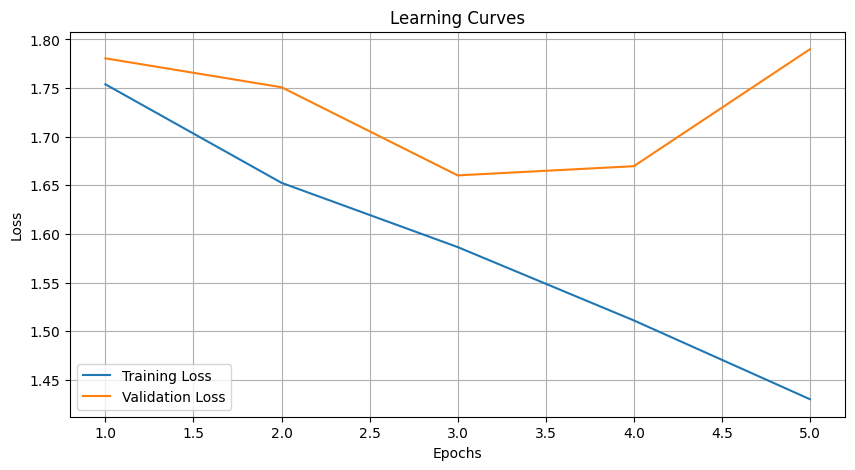 Learning Curves
1.80
1.75
1.70
1.65
1.60
1.55
1.50
1.45
Loss
Training Loss
Validation Loss
1.0 1.5 2.0 2.5 3.0 3.5 4.0 4.5 5.0
Epochs